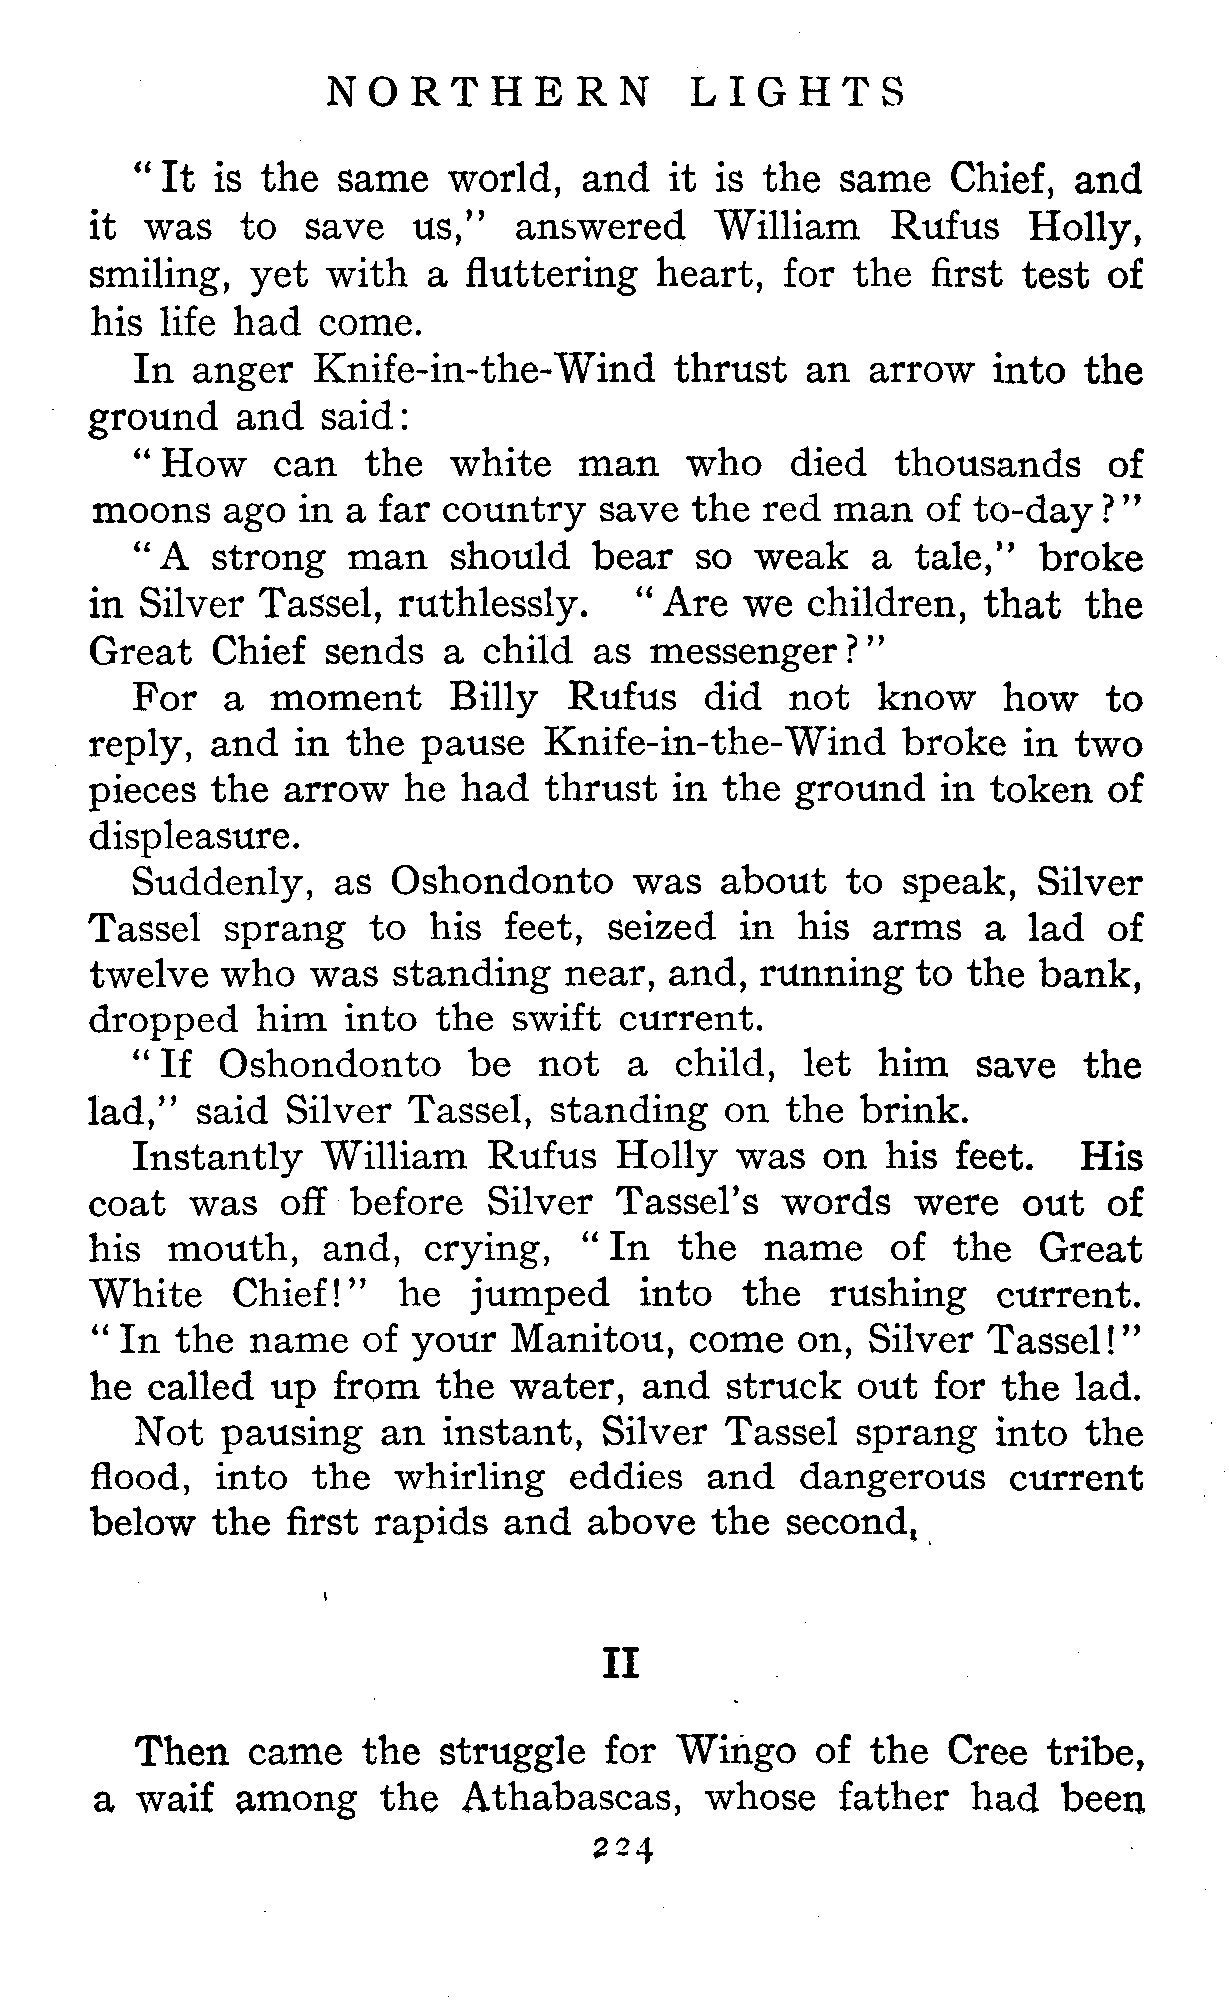 NORTHERN LIGHTS
"It is the same world, and it is the same Chief, and
it was to save us," answered William Rufus Holly,
smiling, yet with a fluttering heart, for the first test of
his life had come.
In anger Knife-in-the-Wind thrust an arrow into the
ground and said:
"How can the white man who died thousands of
moons ago in a far country save the red man of to-day?"
"A strong man should bear so weak a tale," broke
in Silver Tassel, ruthlessly. "Are we children, that the
Great Chief sends a child as messenger?"
For a moment Billy Rufus did not know how to
reply, and in the pause Knife-in-the-Wind broke in two
pieces the arrow he had thrust in the ground in token of
displeasure.
Suddenly, as Oshondonto was about to speak, Silver
Tassel sprang to his feet, seized in his arms a lad of
twelve who was standing near, and, running to the bank,
dropped him into the swift current.
"If Oshondonto be not a child, let him save the
lad," said Silver Tassel, standing on the brink.
Instantly William Rufus Holly was on his feet. His
coat was off before Silver Tassel's words were out of
his mouth, and, crying, "In the name of the Great
White Chief!" he jumped into the rushing current.
"In the name of your Manitou, come on, Silver Tassel!"
he called up from the water, and struck out for the lad.
Not pausing an instant, Silver Tassel sprang into the
flood, into the whirling eddies and dangerous current
below the first rapids and above the second,
II
Then came the struggle for Wingo of the Cree tribe,
a waif among the Athabascas, whose father had been
224